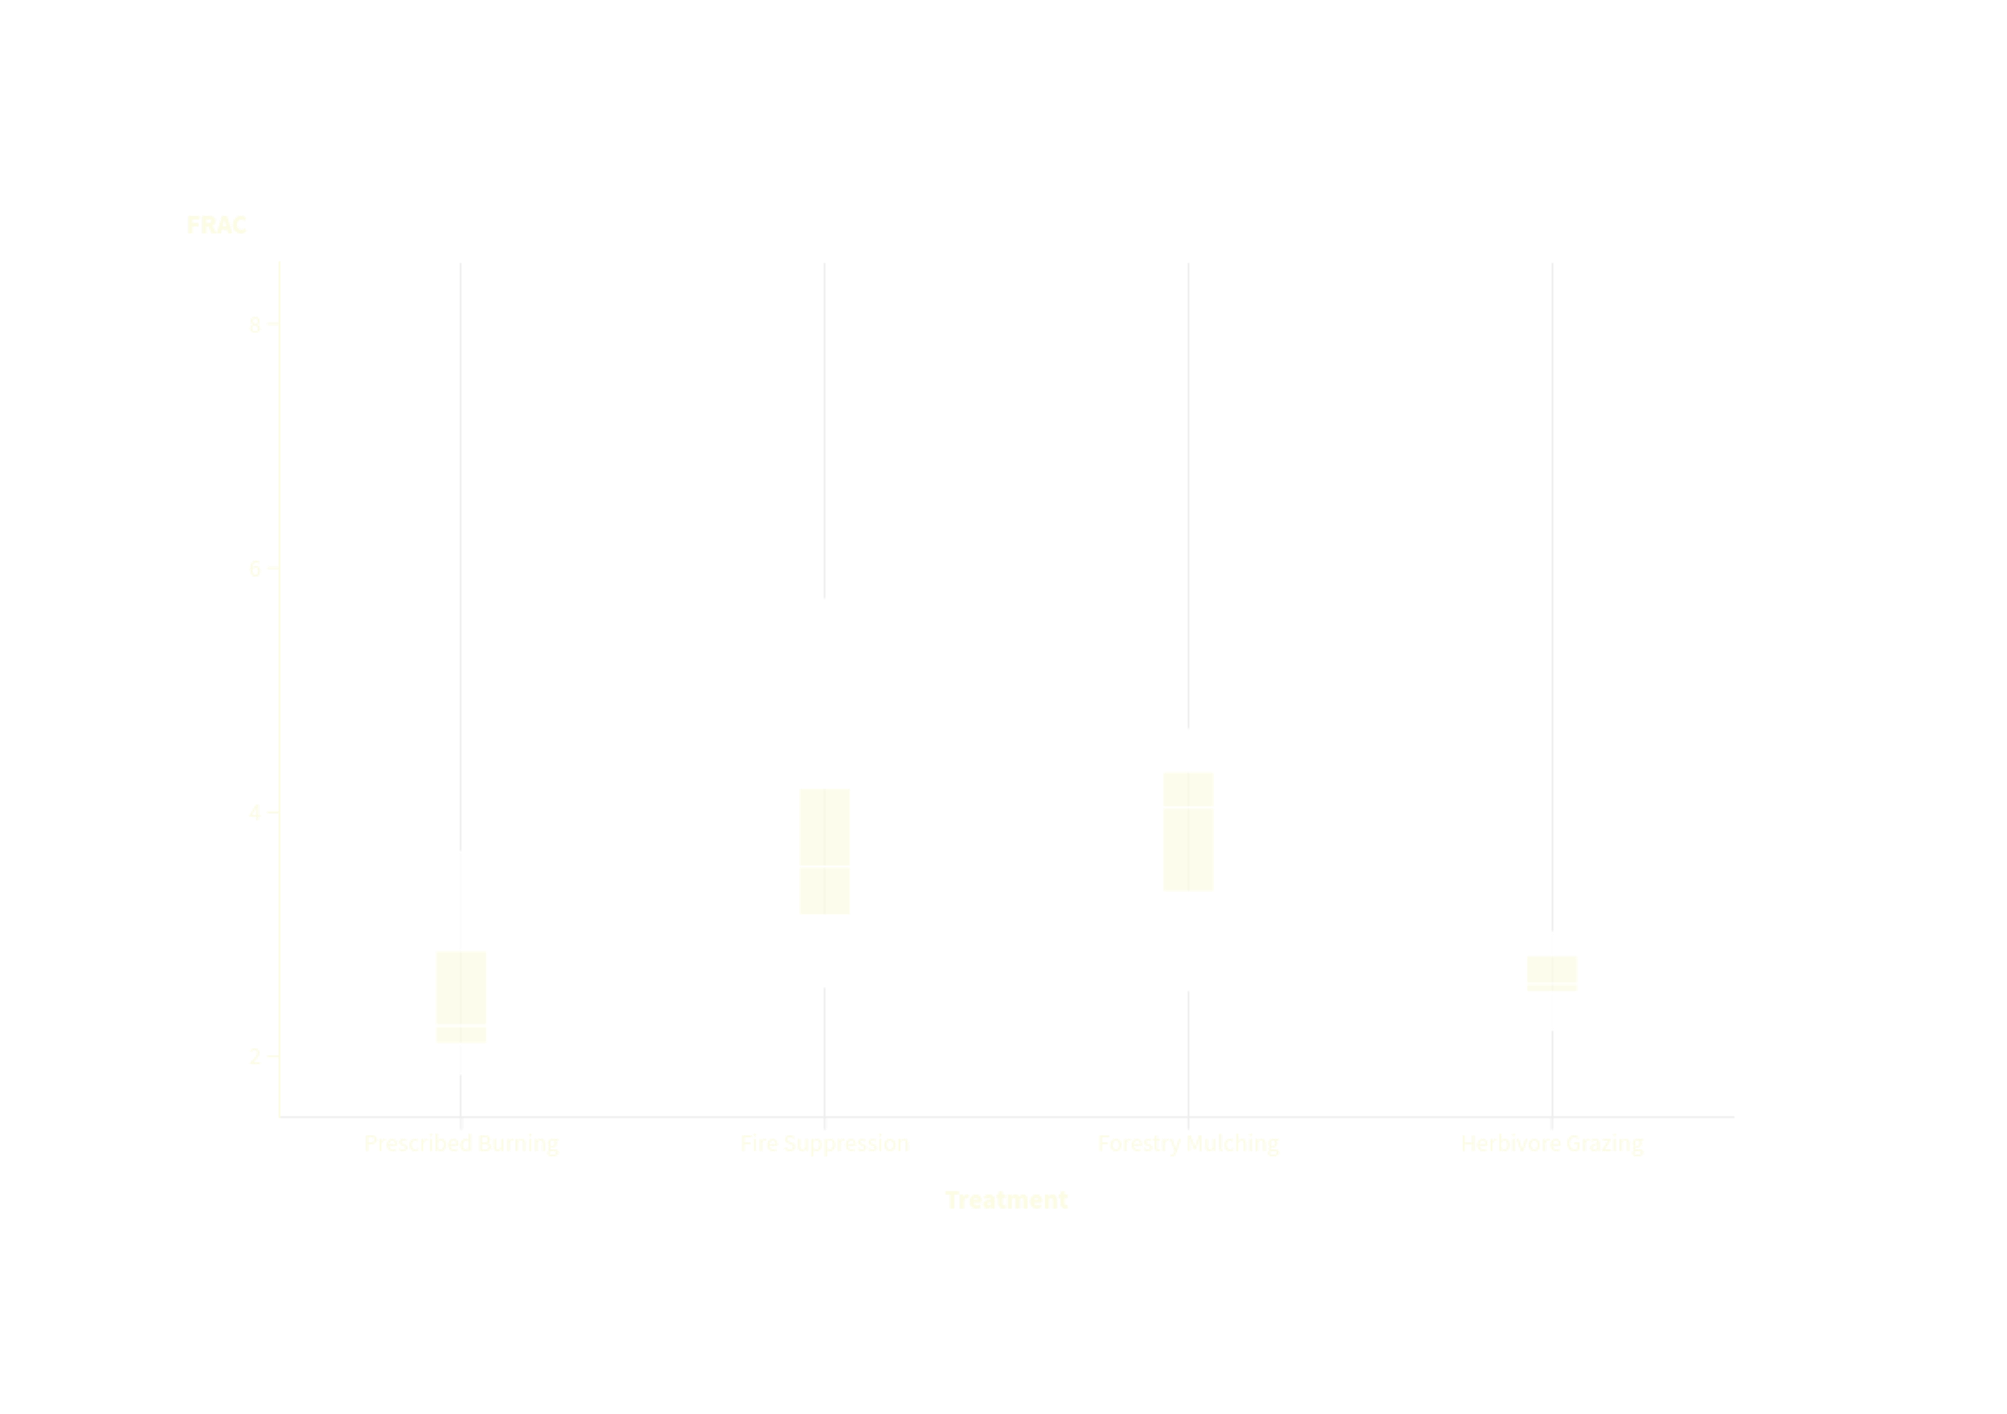 FRAC
8
6
4
2
Prescribed Burning Fire Suppression Forestry Mulching Herbivore Grazing
Treatment